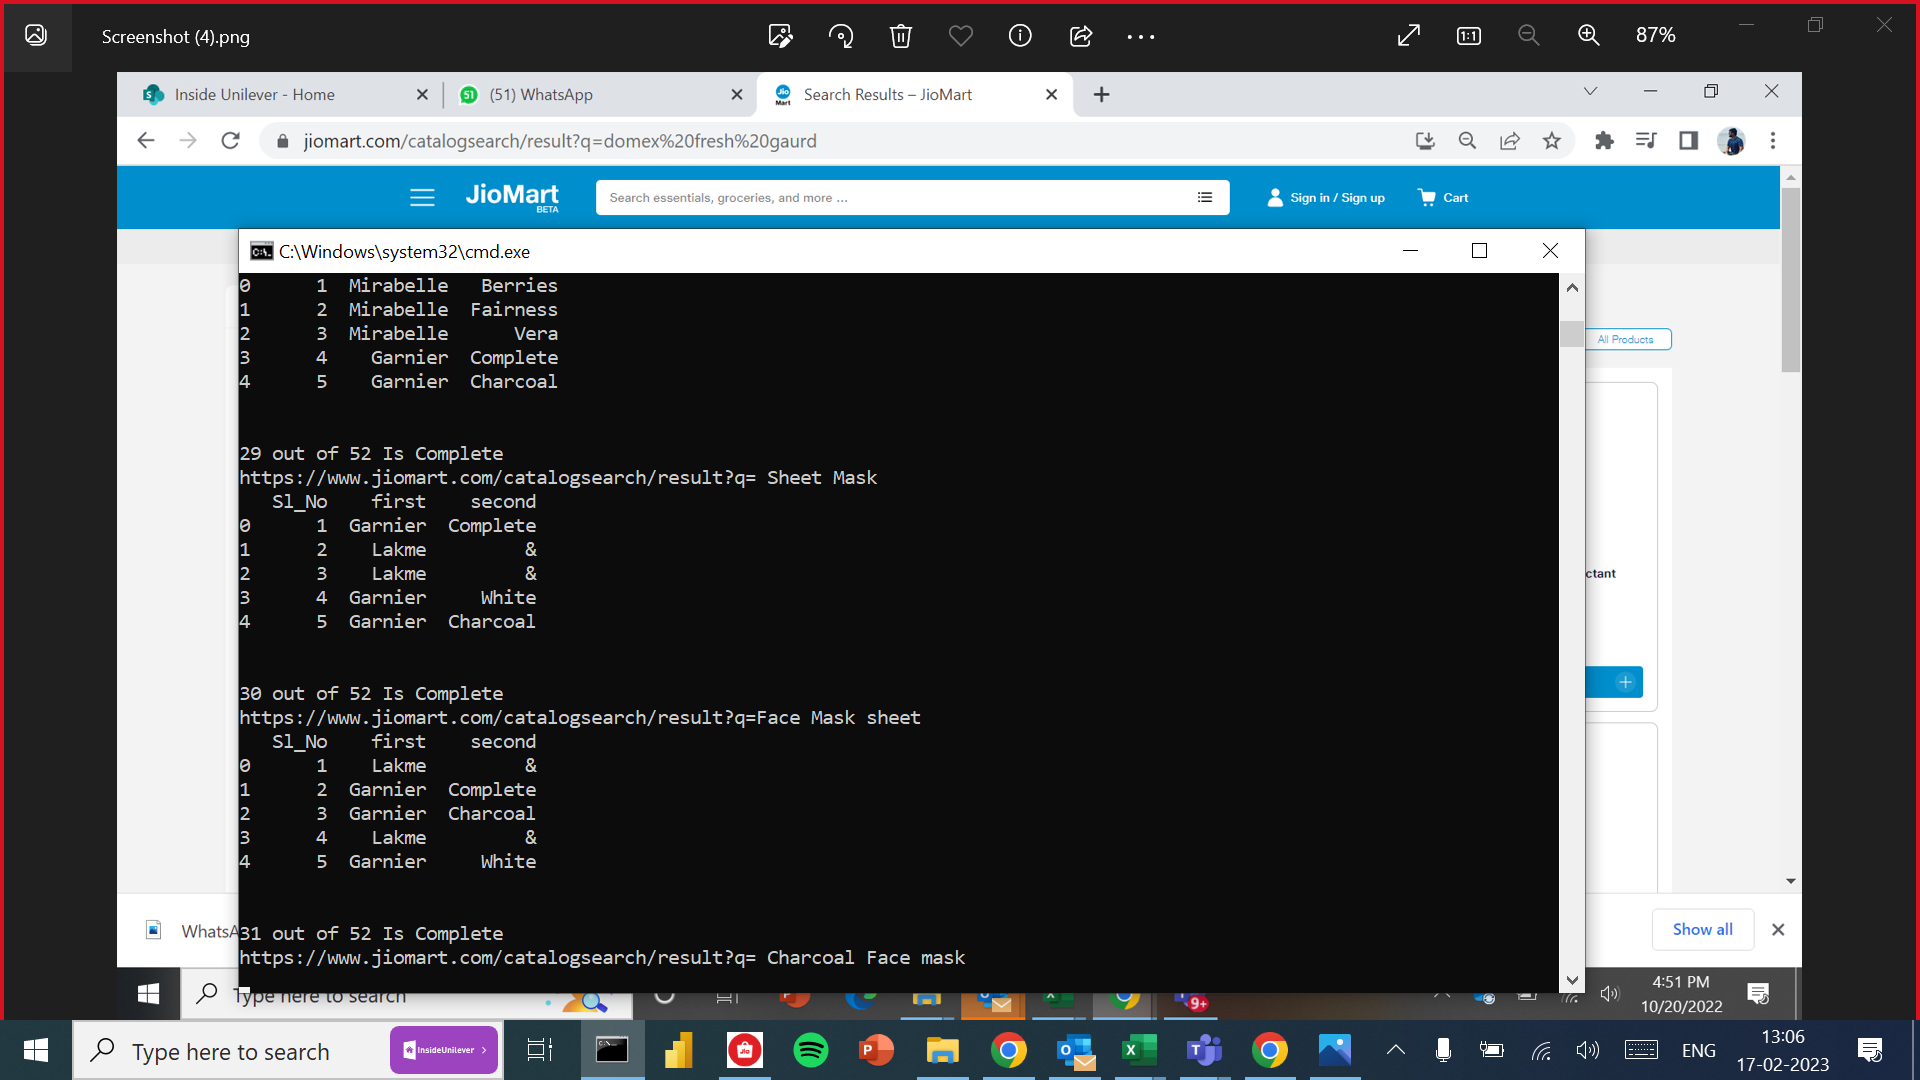 Screenshot (4).png
87%
Inside Unilever - Home
(51) WhatsApp
Search Results – JioMart
jiomart.com/catalogsearch/result?q=domex%20fresh%20gaurd
JioMart
BETA
Search essentials, groceries, and more ...
Sign in / Sign up
Cart
C:\Windows\system32\cmd.exe
0 1 Mirabelle Berries
1 2 Mirabelle Fairness
2 3 Mirabelle Vera
3 4 Garnier Complete
4 5 Garnier Charcoal
All Products
29 out of 52 Is Complete
https://www.jiomart.com/catalogsearch/result?q= Sheet Mask
Sl_No first second
0 1 Garnier Complete
1 2 Lakme &
2 3 Lakme &
3 4 Garnier White
4 5 Garnier Charcoal
ctant
30 out of 52 Is Complete
https://www.jiomart.com/catalogsearch/result?q=Face Mask sheet
Sl_No first second
0 1 Lakme &
1 2 Garnier Complete
2 3 Garnier Charcoal
3 4 Lakme &
4 5 Garnier White
WhatsA
31 out of 52 Is Complete
https://www.jiomart.com/catalogsearch/result?q= Charcoal Face mask
Show all
Type here to search
9+
4:51 PM
10/20/2022
Type here to search
InsideUnilever
ENG
13:06
17-02-2023